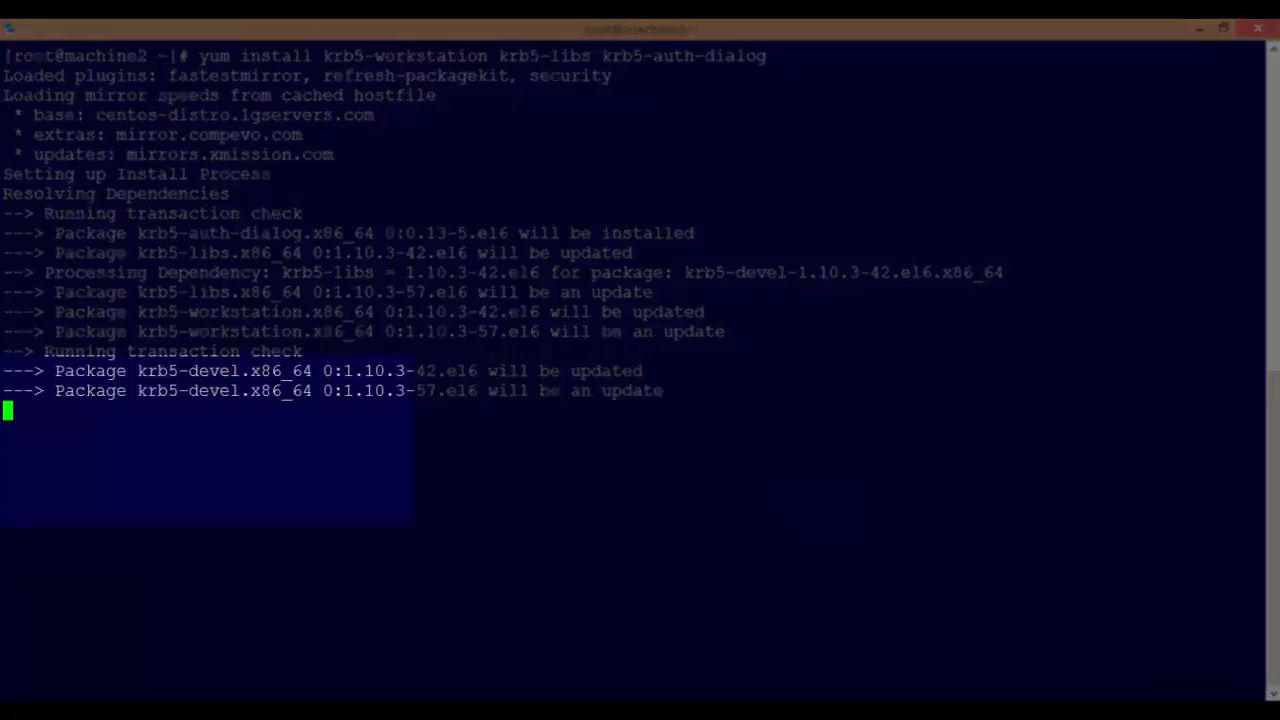 [root@machine2 ~]# yum install krb5-workstation krb5-libs krb5-auth-dialog
Loaded plugins: fastestmirror, refresh-packagekit, security
Loading mirror speeds from cached hostfile
* base: centos-distro.1gservers.com
* extras: mirror.compevo.com
* updates: mirrors.xmission.com
Setting up Install Process
Resolving Dependencies
--> Running transaction check
---> Package krb5-auth-dialog.x86_64 0:0.13-5.el6 will be installed
---> Package krb5-libs.x86_64 0:1.10.3-42.el6 will be updated
--> Processing Dependency: krb5-libs = 1.10.3-42.el6 for package: krb5-devel-1.10.3-42.el6.x86_64
---> Package krb5-libs.x86_64 0:1.10.3-57.el6 will be an update
---> Package krb5-workstation.x86_64 0:1.10.3-42.el6 will be updated
---> Package krb5-workstation.x86_64 0:1.10.3-57.el6 will be an update
--> Running transaction check
---> Package krb5-devel.x86_64 0:1.10.3-42.el6 will be updated
---> Package krb5-devel.x86_64 0:1.10.3-57.el6 will be an update